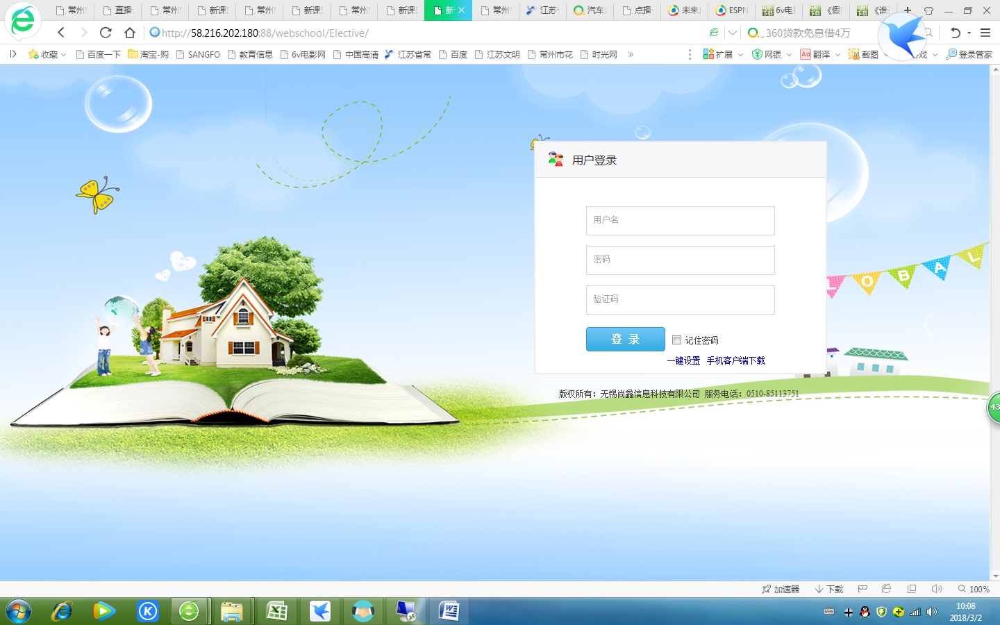 常州 直播 常州 新课 常州 新课 常州 新课 新 常州 江苏 汽车 点播 未来 ESPN 6v电 《假 《谁
http://58.216.202.180:88/webschool/Elective/ 360贷款免息借4万
收藏 百度一下 淘宝-购 SANGFO 教育信息 6v电影网 中国高清 江苏省常 百度 江苏文明 常州市花 时光网 » 扩展 网银 Aa 翻译 截图 戏 登录管家
用户登录
用户名
密码
验证码
LOBAL
登 录 记住密码
一键设置 手机客户端下载
版权所有：无锡尚鑫信息科技有限公司 服务电话：0510-85113751
43
加速器 下载 100%
10:08
2018/3/2